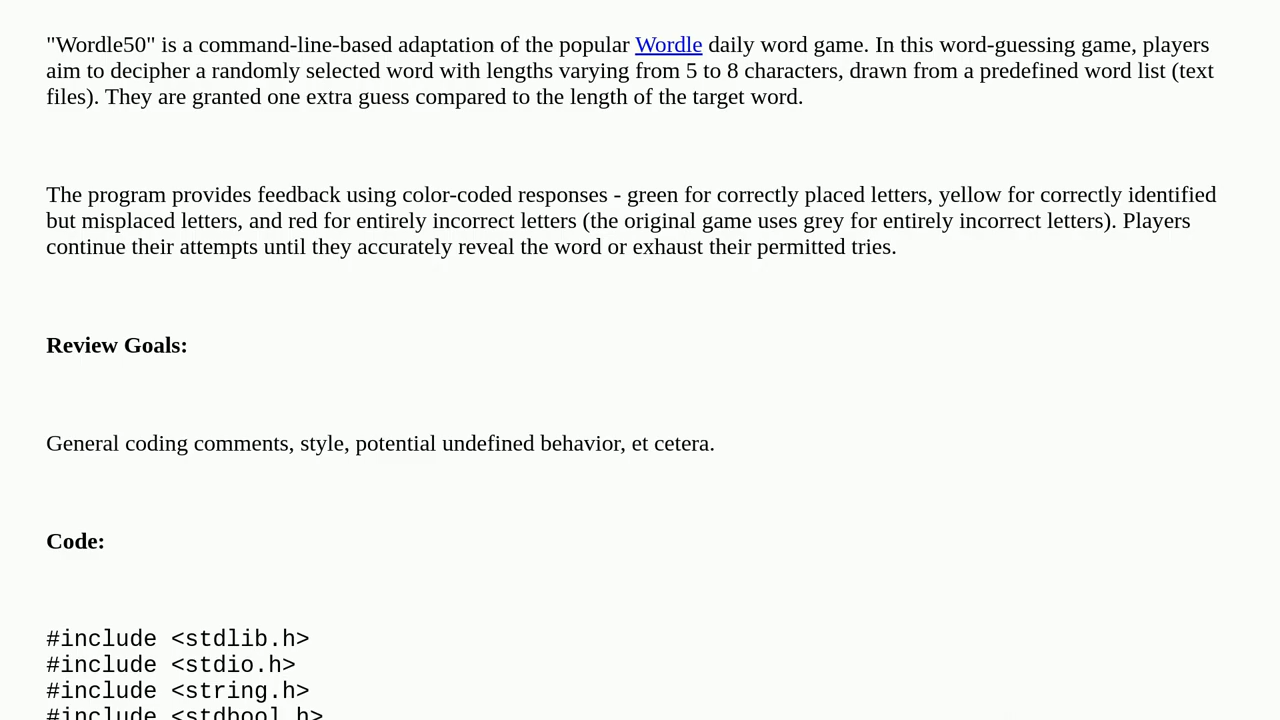 "Wordle50" is a command-line-based adaptation of the popular Wordle daily word game. In this word-guessing game, players
aim to decipher a randomly selected word with lengths varying from 5 to 8 characters, drawn from a predefined word list (text
files). They are granted one extra guess compared to the length of the target word.
The program provides feedback using color-coded responses - green for correctly placed letters, yellow for correctly identified
but misplaced letters, and red for entirely incorrect letters (the original game uses grey for entirely incorrect letters). Players
continue their attempts until they accurately reveal the word or exhaust their permitted tries.
Review Goals:
General coding comments, style, potential undefined behavior, et cetera.
Code:
#include <stdlib.h>
#include <stdio.h>
#include <string.h>
#include <stdbool.h>